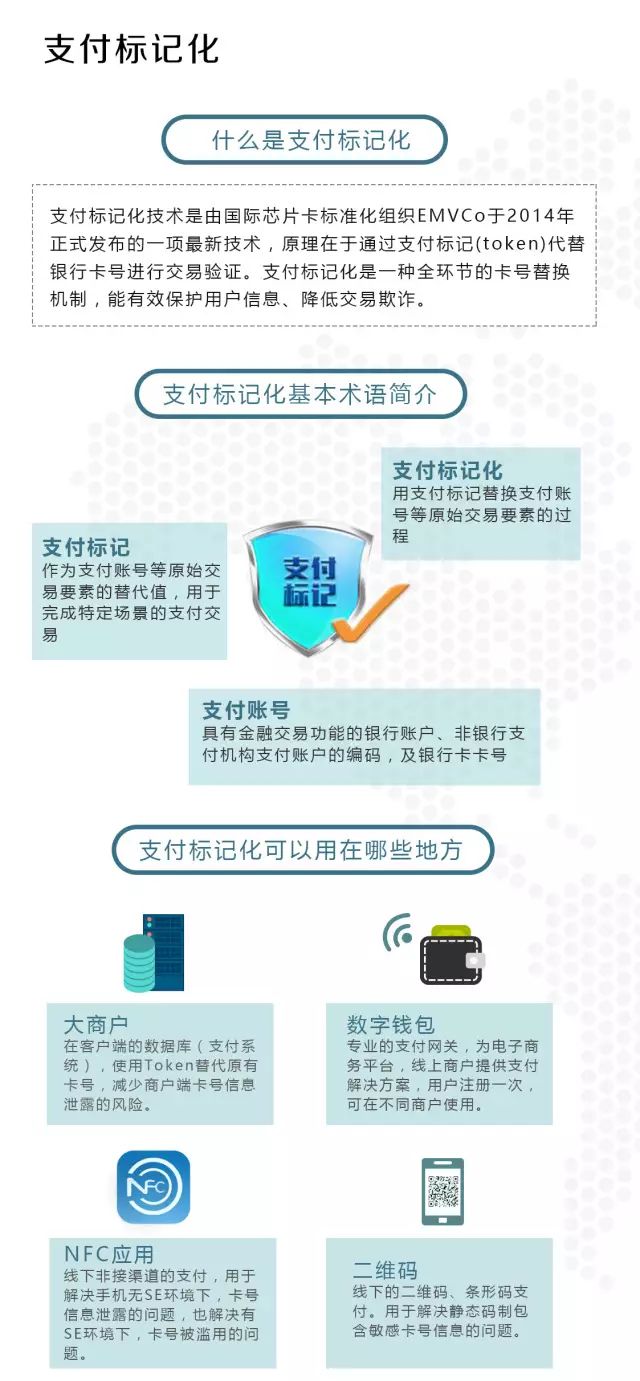 支付标记化
什么是支付标记化
支付标记化技术是由国际芯片卡标准化组织EMVCo于2014年
正式发布的一项最新技术，原理在于通过支付标记(token)代替
银行卡号进行交易验证。支付标记化是一种全环节的卡号替换
机制，能有效保护用户信息、降低交易欺诈。
支付标记化基本术语简介
支付标记化
用支付标记替换支付账
号等原始交易要素的过
程
支付标记
作为支付账号等原始交
易要素的替代值，用于
完成特定场景的支付交
易
支付
标记
支付账号
具有金融交易功能的银行账户、非银行支
付机构支付账户的编码，及银行卡卡号
支付标记化可以用在哪些地方
大商户
在客户端的数据库（支付系
统），使用Token替代原有
卡号，减少商户端卡号信息
泄露的风险。
数字钱包
专业的支付网关，为电子商
务平台，线上商户提供支付
解决方案，用户注册一次，
可在不同商户使用。
NFC
NFC应用
线下非接渠道的支付，用于
解决手机无SE环境下，卡号
信息泄露的问题，也解决有
SE环境下，卡号被滥用的问
题。
二维码
线下的二维码、条形码支
付。用于解决静态码制包
含敏感卡号信息的问题。